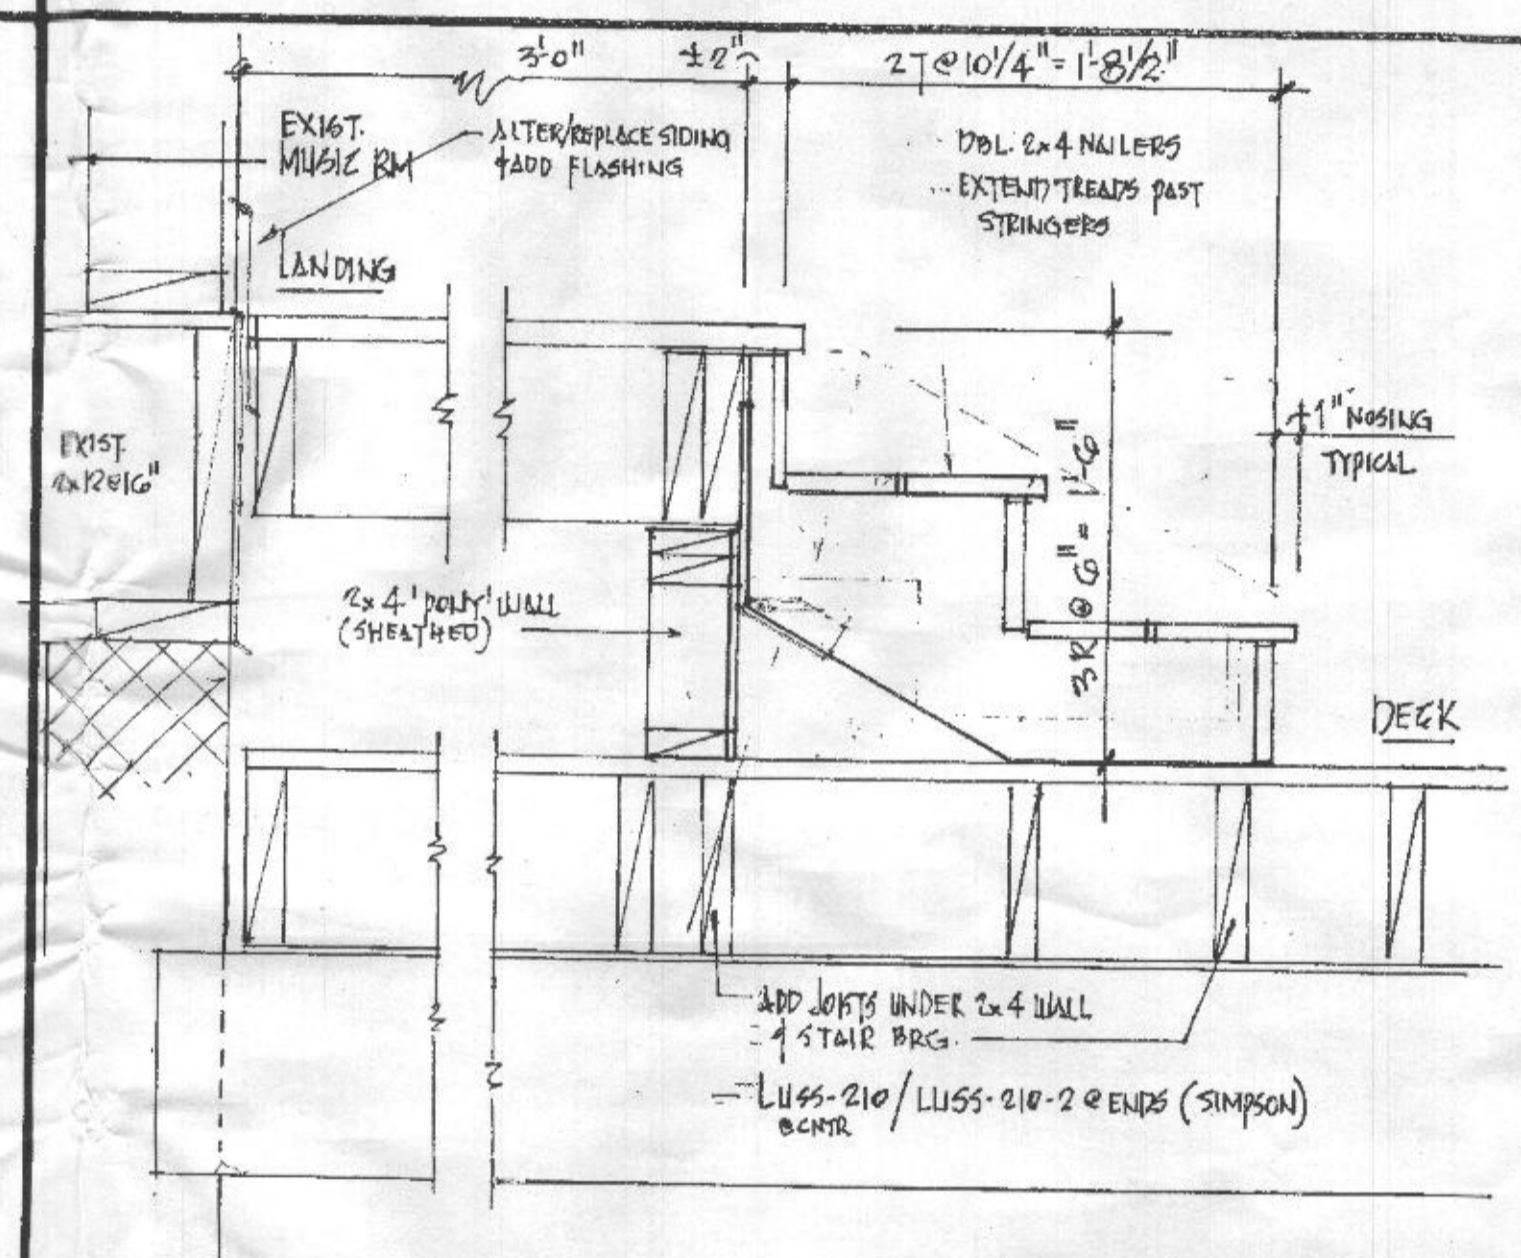 3'-0"
±2"
2T @ 10 1/4" = 1'-8 1/2"
EXIST.
MUSIC RM
ALTER/REPLACE SIDING
& ADD FLASHING
LANDING
DBL. 2x4 NAILERS
EXTEND TREADS PAST
STRINGERS
1" NOSING
TYPICAL
EXIST.
2x12@16"
3R @ 6" = 1'-6"
2x4 'PONY' WALL
(SHEATHED)
DECK
ADD JOISTS UNDER 2x4 WALL
& STAIR BRG.
LUSS-210 / LUSS-210-2 @ ENDS (SIMPSON)
@CNTR